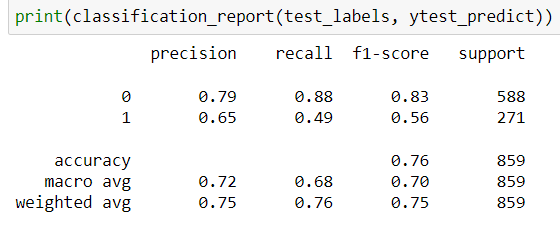 print(classification_report(test_labels, ytest_predict))
precision recall f1-score support
0 0.79 0.88 0.83 588
1 0.65 0.49 0.56 271
accuracy 0.76 859
macro avg 0.72 0.68 0.70 859
weighted avg 0.75 0.76 0.75 859